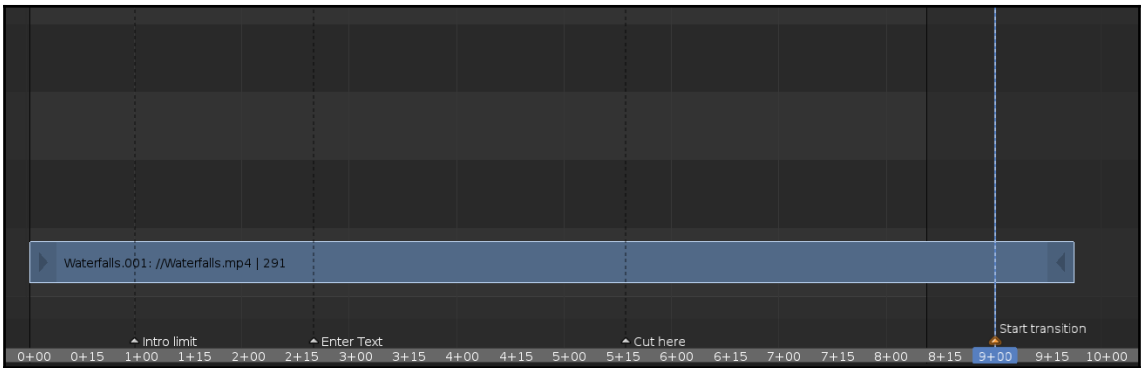 Waterfalls.001: //Waterfalls.mp4 | 291
Start transition
Intro limit Enter Text Cut here
0+00 0+15 1+00 1+15 2+00 2+15 3+00 3+15 4+00 4+15 5+00 5+15 6+00 6+15 7+00 7+15 8+00 8+15 9+00 9+15 10+00